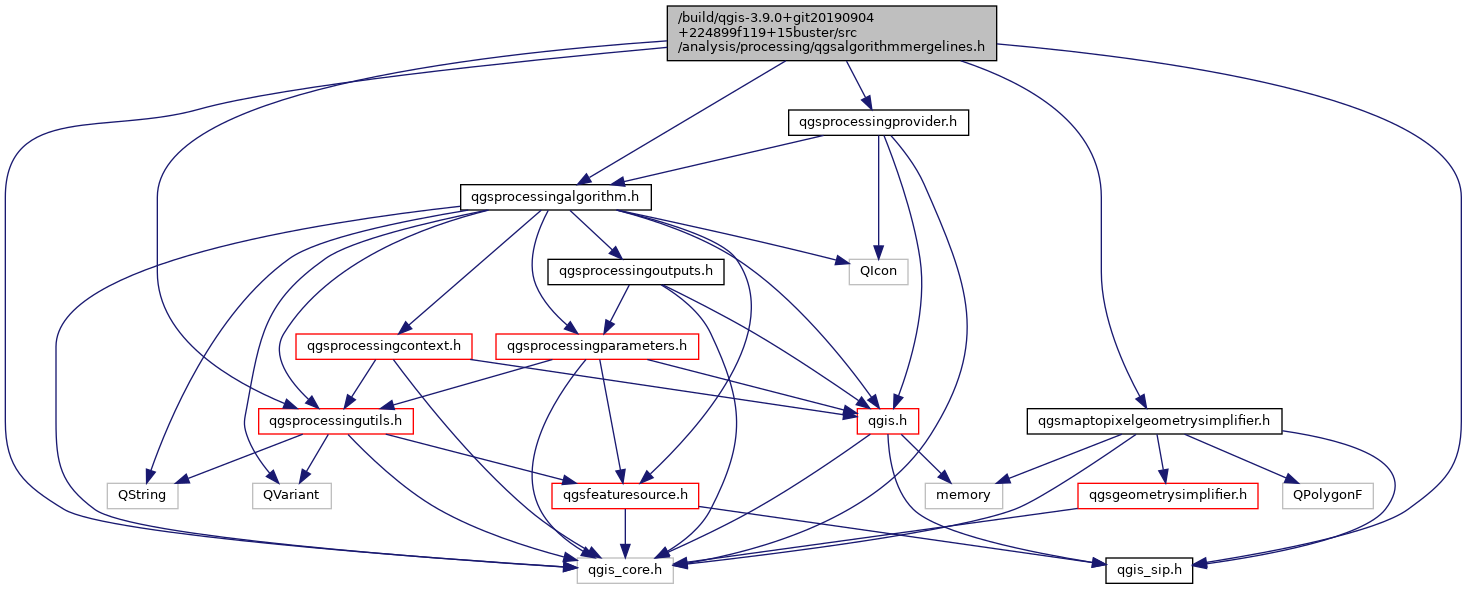 /build/qgis-3.9.0+git20190904
+224899f119+15buster/src
/analysis/processing/qgsalgorithmmergelines.h
qgsprocessingprovider.h
qgsprocessingalgorithm.h
qgsprocessingoutputs.h
QIcon
qgsprocessingcontext.h
qgsprocessingparameters.h
qgsprocessingutils.h
qgis.h
qgsmaptopixelgeometrysimplifier.h
QString
QVariant
qgsfeaturesource.h
memory
qgsgeometrysimplifier.h
QPolygonF
qgis_core.h
qgis_sip.h